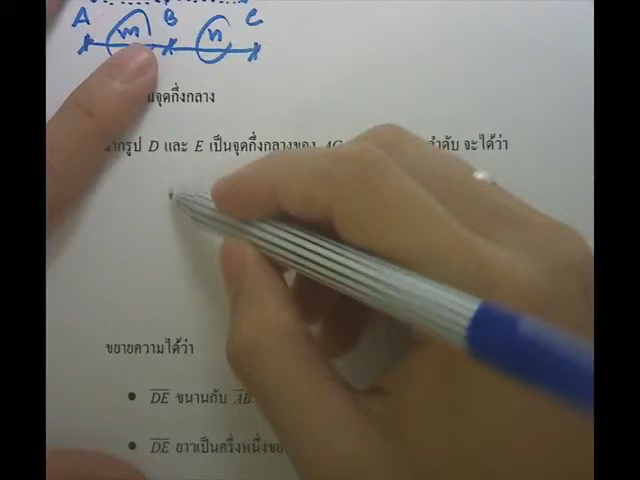 A B C
m n
จุดกึ่งกลาง
จากรูป D และ E เป็นจุดกึ่งกลางของ จะได้ว่า
ขยายความได้ว่า
• DE ขนานกับ AB
• DE ยาวเป็นครึ่งหนึ่งของ